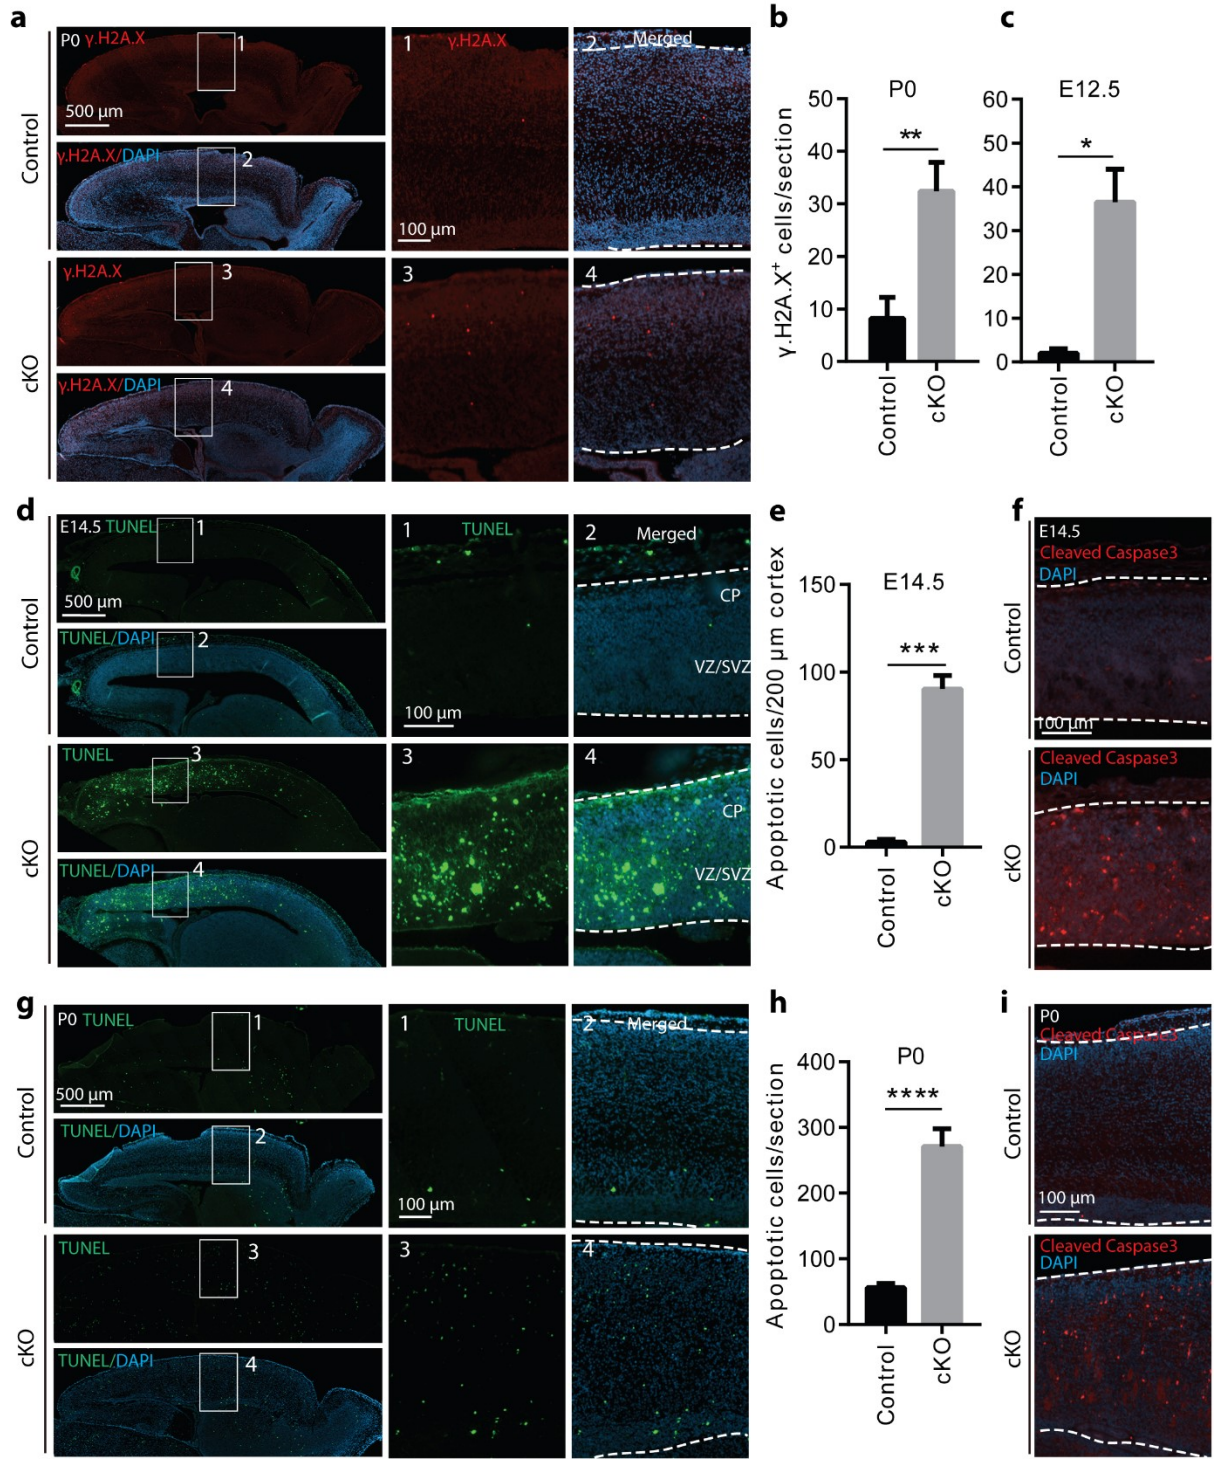 a
Control
cKO
P0 γ.H2A.X
1
500 µm
γ.H2A.X/DAPI
2
γ.H2A.X
3
γ.H2A.X/DAPI
4
1 γ.H2A.X
100 µm
2 Merged
3
4
b
P0
γ.H2A.X+ cells/section
50
40
30
20
10
0
**
Control
cKO
c
E12.5
60
50
40
30
20
10
0
*
Control
cKO
d
Control
cKO
E14.5 TUNEL
1
500 µm
TUNEL/DAPI
2
TUNEL
3
TUNEL/DAPI
4
1 TUNEL
100 µm
2 Merged
CP
VZ/SVZ
3
4
CP
VZ/SVZ
e
E14.5
Apoptotic cells/200 µm cortex
150
100
50
0
***
Control
cKO
f
Control
cKO
E14.5
Cleaved Caspase3
DAPI
100 µm
Cleaved Caspase3
DAPI
g
Control
cKO
P0 TUNEL
1
500 µm
TUNEL/DAPI
2
TUNEL
3
TUNEL/DAPI
4
1 TUNEL
100 µm
2 Merged
3
4
h
P0
Apoptotic cells/section
400
300
200
100
0
****
Control
cKO
i
Control
cKO
P0
Cleaved Caspase3
DAPI
100 µm
Cleaved Caspase3
DAPI